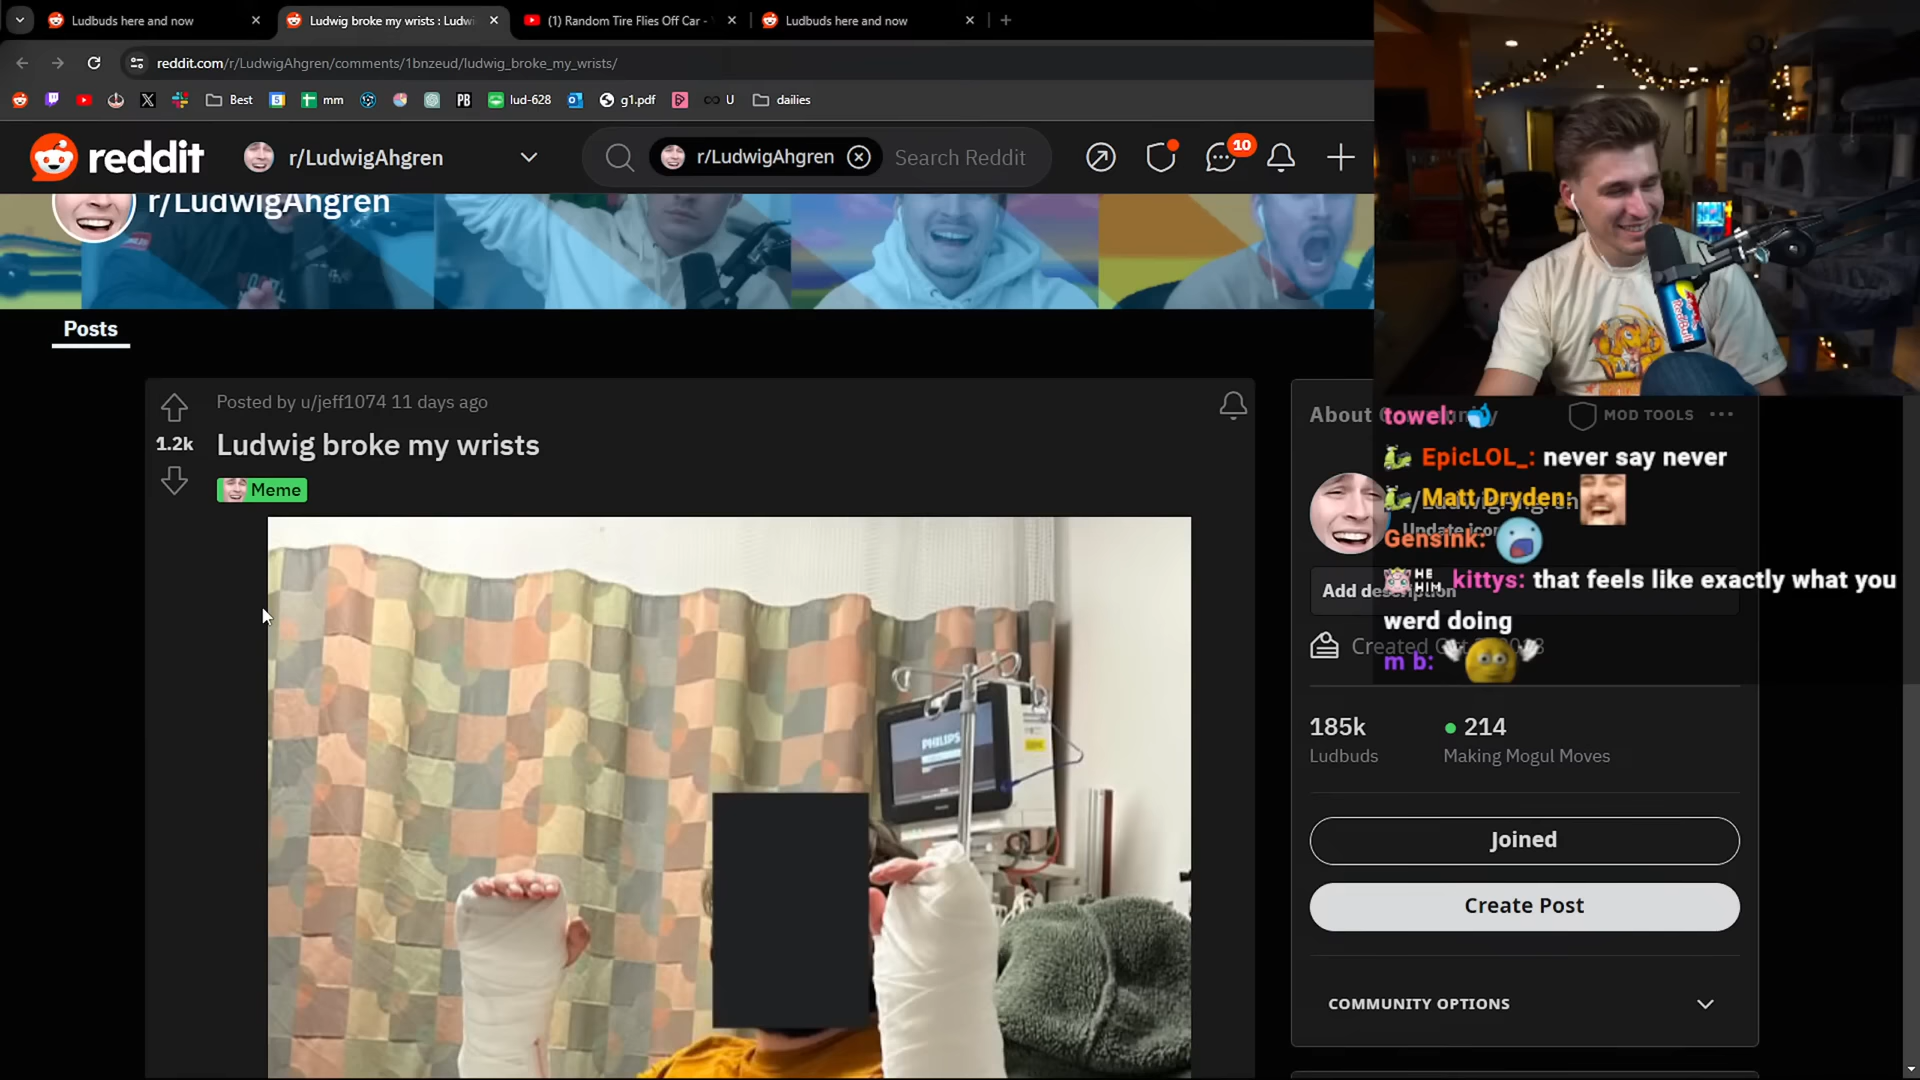 Ludbuds here and now
Ludwig broke my wrists : Ludwi
(1) Random Tire Flies Off Car -
Ludbuds here and now
reddit.com/r/LudwigAhgren/comments/1bnzeud/ludwig_broke_my_wrists/
Best
mm
PB
lud-628
g1.pdf
U
dailies
reddit
r/LudwigAhgren
r/LudwigAhgren
Search Reddit
10
r/LudwigAhgren
Posts
Posted by u/jeff1074 11 days ago
1.2k
Ludwig broke my wrists
Meme
PHILIPS
Red Bull
MOD TOOLS
towel:
EpicLOL_: never say never
Matt Dryden:
Gensink:
HE HIM kittys: that feels like exactly what you
werd doing
m b:
185k
214
Ludbuds
Making Mogul Moves
Joined
Create Post
COMMUNITY OPTIONS